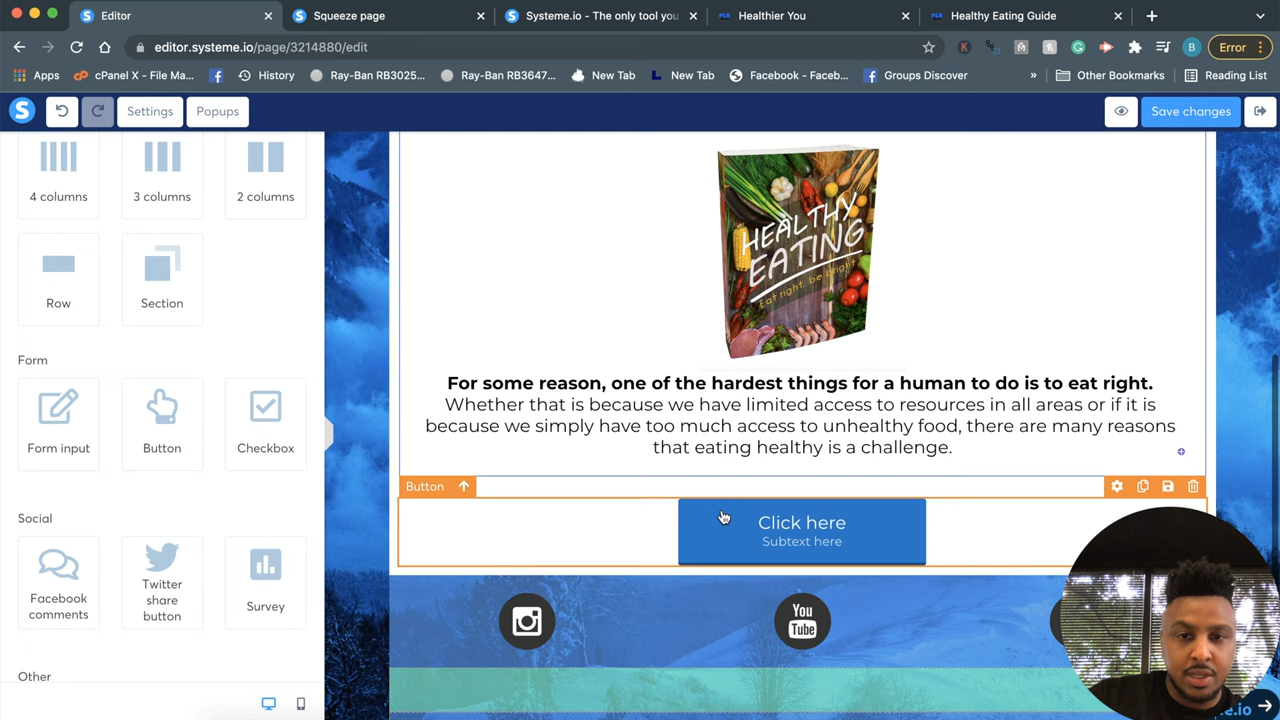 Editor
Squeeze page
Systeme.io - The only tool you
Healthier You
Healthy Eating Guide
editor.systeme.io/page/3214880/edit
Error
Apps
cPanel X - File Ma...
History
Ray-Ban RB3025...
Ray-Ban RB3647...
New Tab
New Tab
Facebook - Faceb...
Groups Discover
»
Other Bookmarks
Reading List
Settings
Popups
Save changes
4 columns
3 columns
2 columns
Row
Section
Form
Form input
Button
Checkbox
Social
Facebook
comments
Twitter
share
button
Survey
Other
HEALTHY
EATING
Eat right, be bright
For some reason, one of the hardest things for a human to do is to eat right.
Whether that is because we have limited access to resources in all areas or if it is
because we simply have too much access to unhealthy food, there are many reasons
that eating healthy is a challenge.
Button
Click here
Subtext here
You
Tube